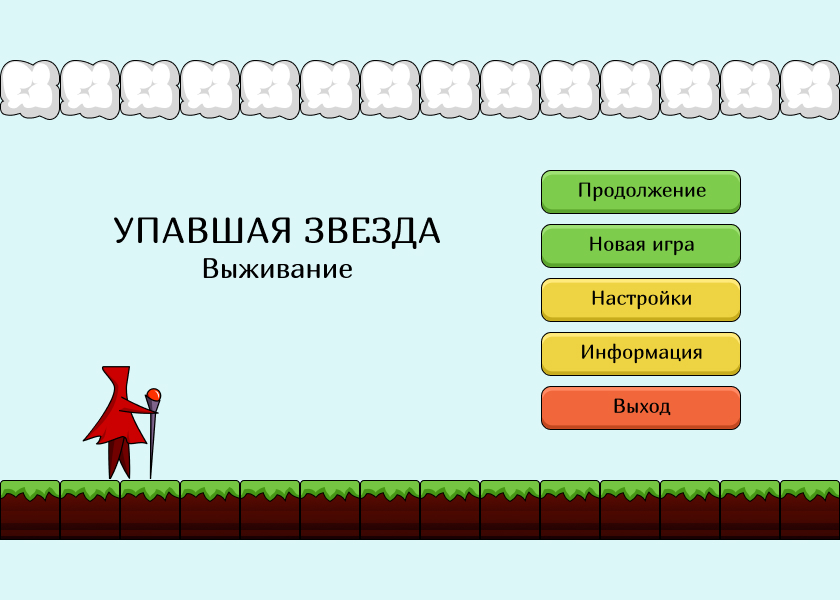 УПАВШАЯ ЗВЕЗДА
Выживание
Продолжение
Новая игра
Настройки
Информация
Выход